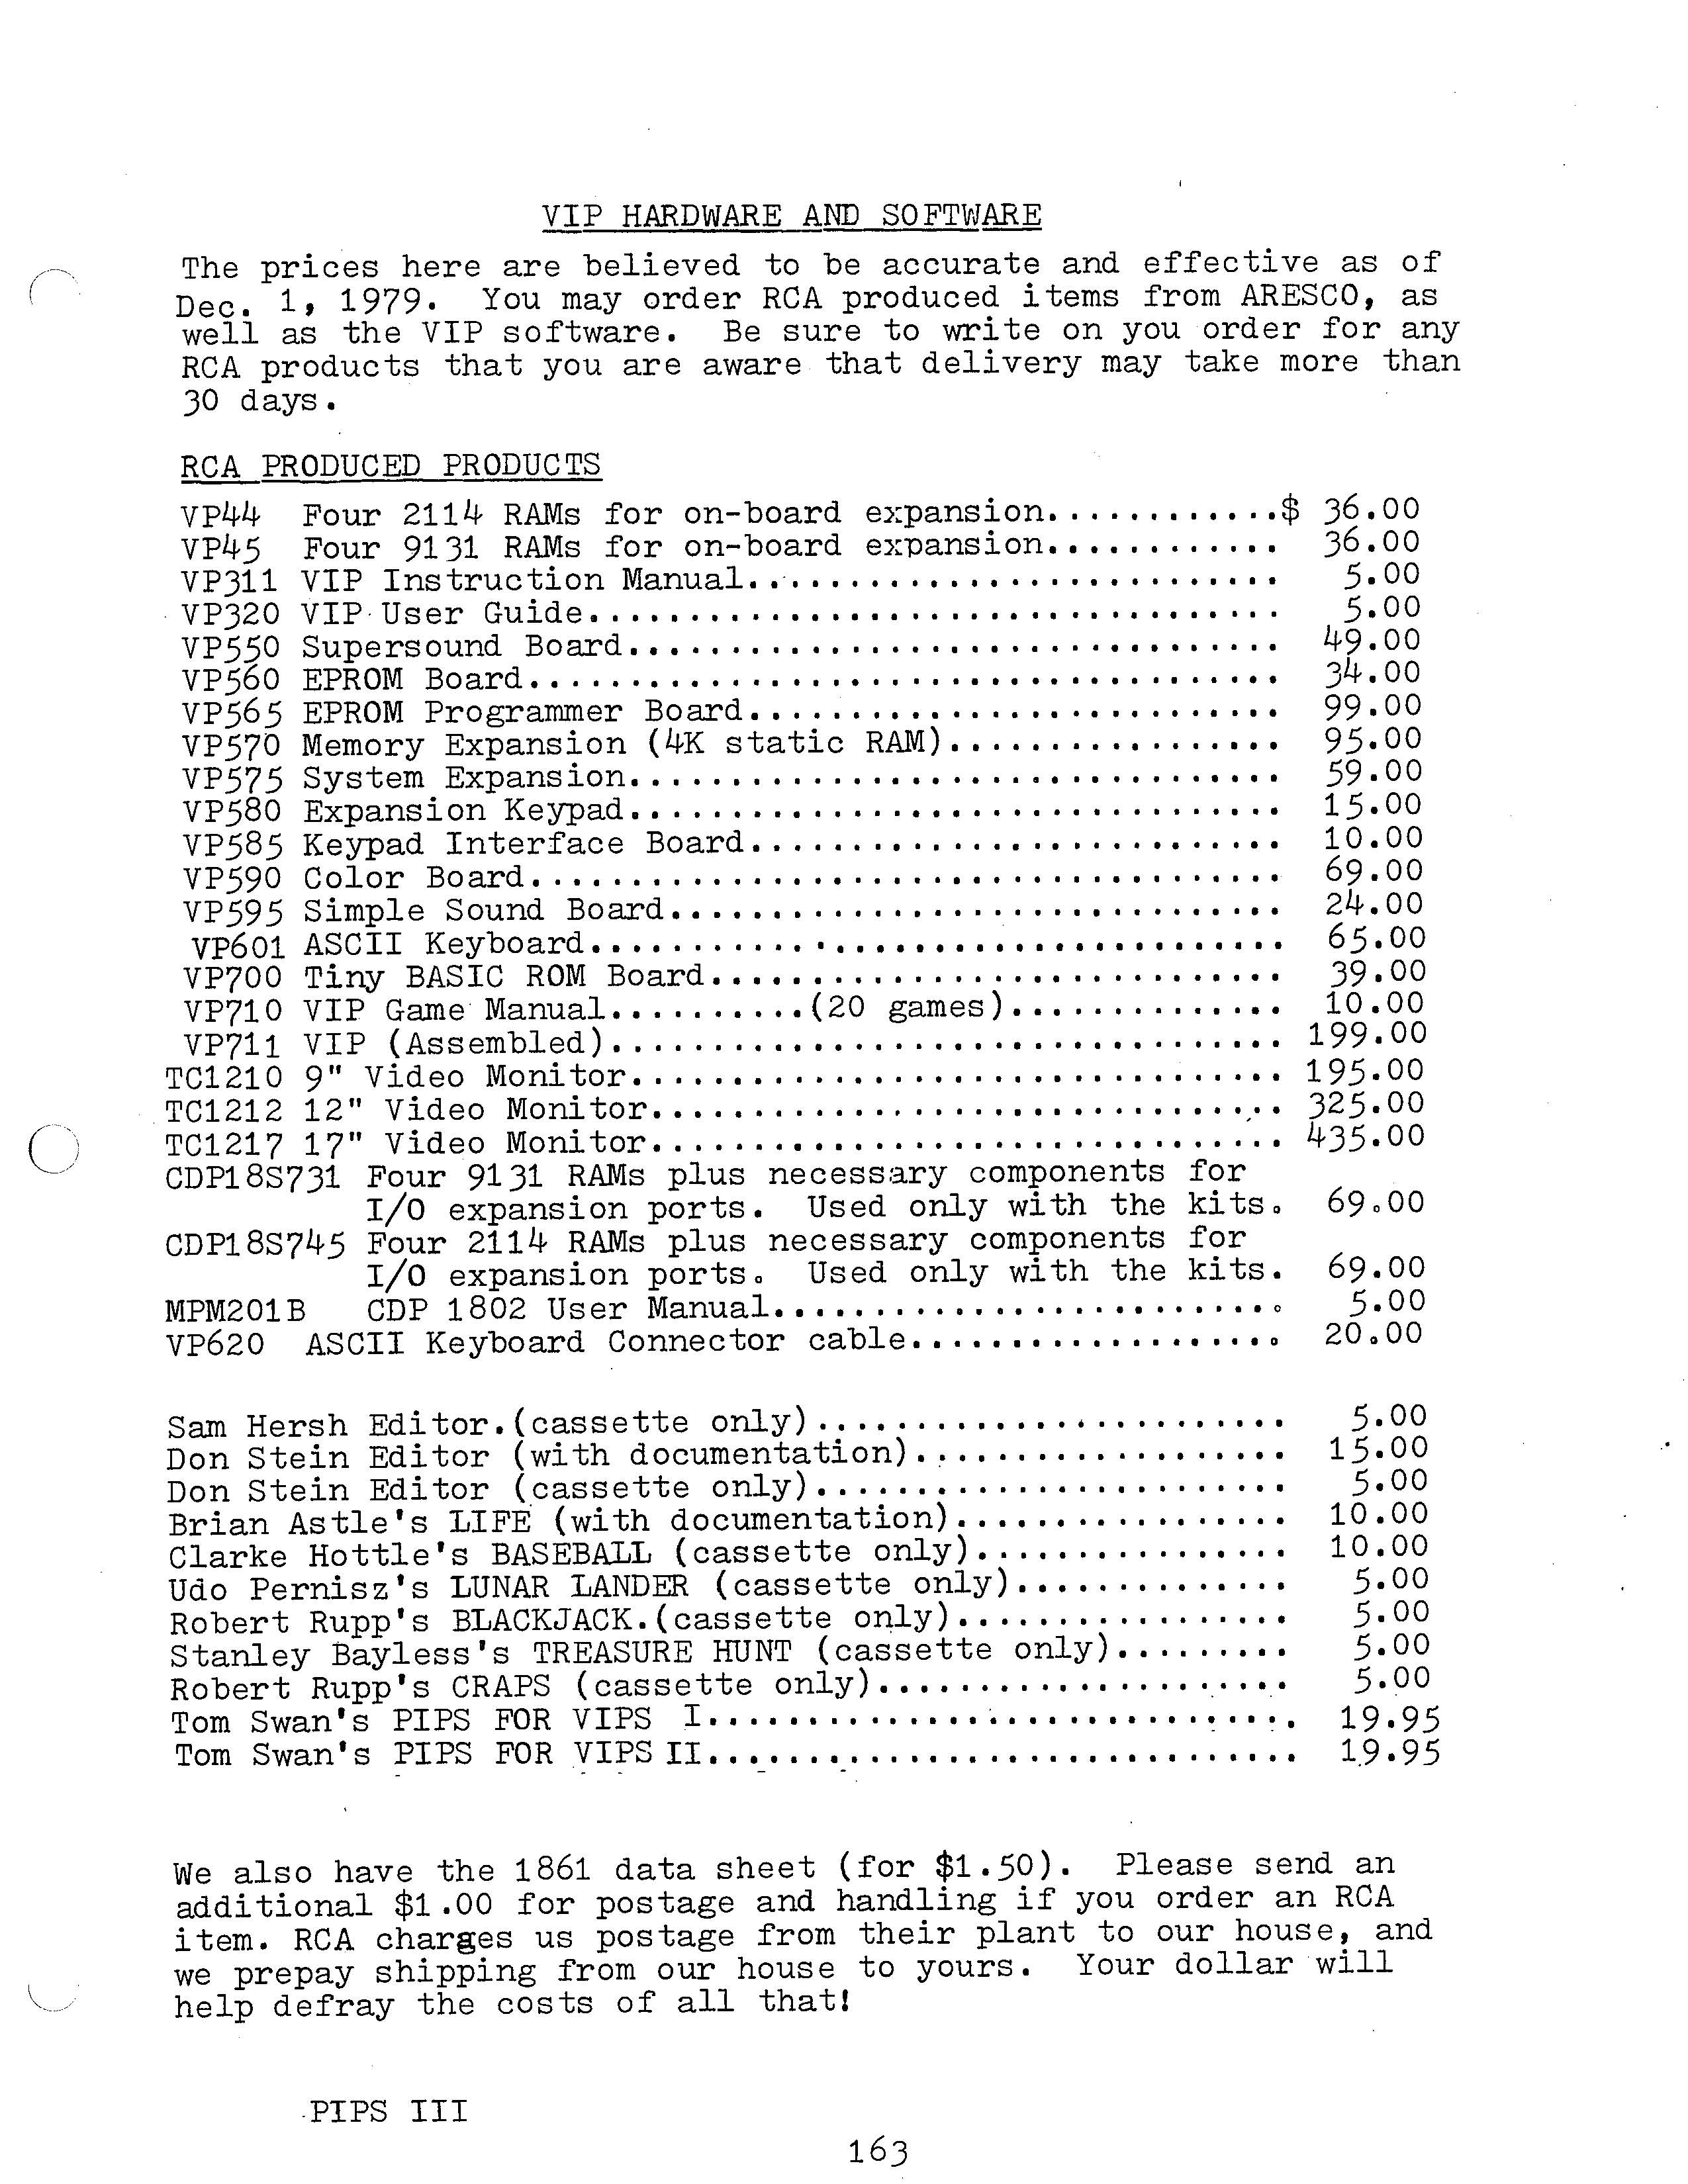 VIP HARDWARE AND SOFTWARE
The prices here are believed to be accurate and effective as of
Dec. 1, 1979.  You may order RCA produced items from ARESCO, as
well as the VIP software.  Be sure to write on you order for any
RCA products that you are aware that delivery may take more than
30 days.
RCA PRODUCED PRODUCTS
VP44  Four 2114 RAMs for on-board expansion............$ 36.00
VP45  Four 9131 RAMs for on-board expansion............  36.00
VP311 VIP Instruction Manual...........................   5.00
VP320 VIP User Guide...................................   5.00
VP550 Supersound Board.................................  49.00
VP560 EPROM Board......................................  34.00
VP565 EPROM Programmer Board...........................  99.00
VP570 Memory Expansion (4K static RAM).................  95.00
VP575 System Expansion.................................  59.00
VP580 Expansion Keypad.................................  15.00
VP585 Keypad Interface Board...........................  10.00
VP590 Color Board......................................  69.00
VP595 Simple Sound Board...............................  24.00
VP601 ASCII Keyboard...................................  65.00
VP700 Tiny BASIC ROM Board.............................  39.00
VP710 VIP Game Manual..........(20 games)..............  10.00
VP711 VIP (Assembled).................................. 199.00
TC1210 9" Video Monitor................................. 195.00
TC1212 12" Video Monitor................................ 325.00
TC1217 17" Video Monitor................................ 435.00
CDP18S731 Four 9131 RAMs plus necessary components for
I/O expansion ports.  Used only with the kits.  69.00
CDP18S745 Four 2114 RAMs plus necessary components for
I/O expansion ports.  Used only with the kits.  69.00
MPM201B   CDP 1802 User Manual..........................   5.00
VP620  ASCII Keyboard Connector cable...................  20.00
Sam Hersh Editor.(cassette only)........................   5.00
Don Stein Editor (with documentation)...................  15.00
Don Stein Editor (cassette only)........................   5.00
Brian Astle's LIFE (with documentation).................  10.00
Clarke Hottle's BASEBALL (cassette only)................  10.00
Udo Pernisz's LUNAR LANDER (cassette only)..............   5.00
Robert Rupp's BLACKJACK.(cassette only).................   5.00
Stanley Bayless's TREASURE HUNT (cassette only).........   5.00
Robert Rupp's CRAPS (cassette only).....................   5.00
Tom Swan's PIPS FOR VIPS  I..............................  19.95
Tom Swan's PIPS FOR VIPS II..............................  19.95
We also have the 1861 data sheet (for $1.50).  Please send an
additional $1.00 for postage and handling if you order an RCA
item. RCA charges us postage from their plant to our house, and
we prepay shipping from our house to yours.  Your dollar will
help defray the costs of all that!
PIPS III
163